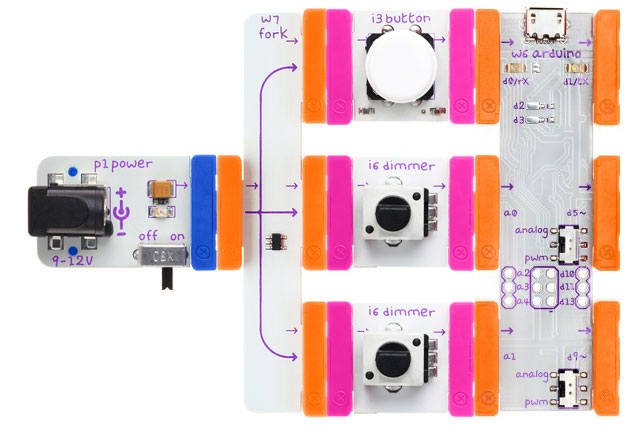 w7
fork
i3 button
w6 arduino
d0/rx
d1/tx
d2
d3
p1 power
+
-
off on
C&K
9-12V
i6 dimmer
a0
d5~
analog
pwm
a2
d10
a3
d11
a4
d13
i6 dimmer
a1
d9~
analog
pwm